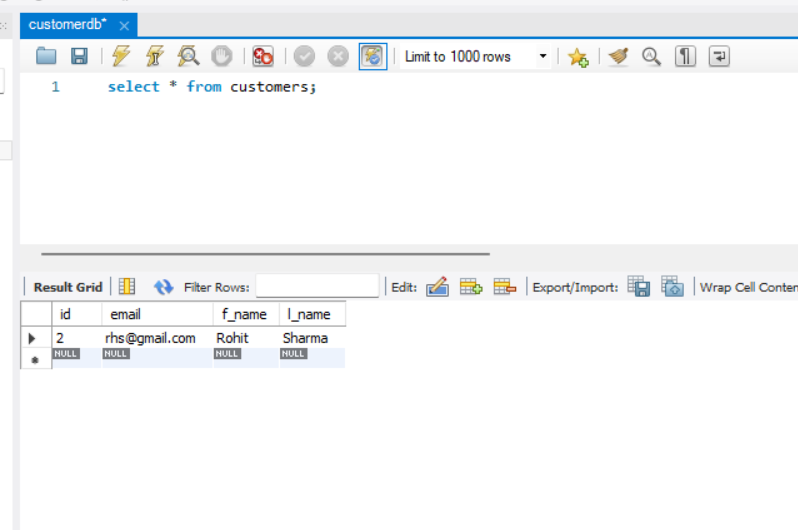 customerdb*
Limit to 1000 rows
1 select * from customers;
Result Grid Filter Rows: Edit: Export/Import: Wrap Cell Conten
id email f_name l_name
2 rhs@gmail.com Rohit Sharma
NULL NULL NULL NULL